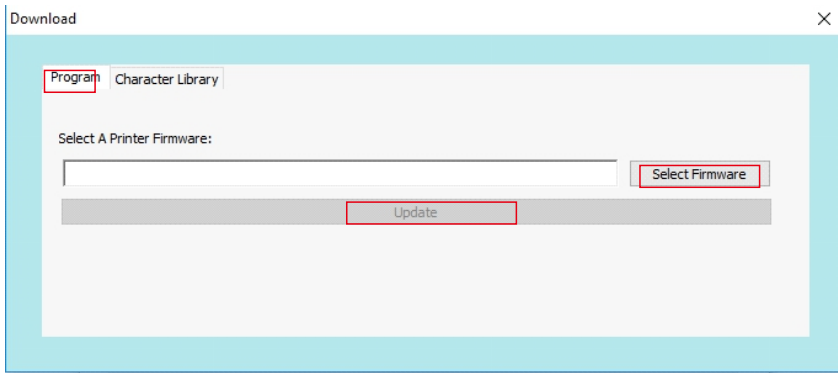 Download
Program Character Library
Select A Printer Firmware:
Select Firmware
Update